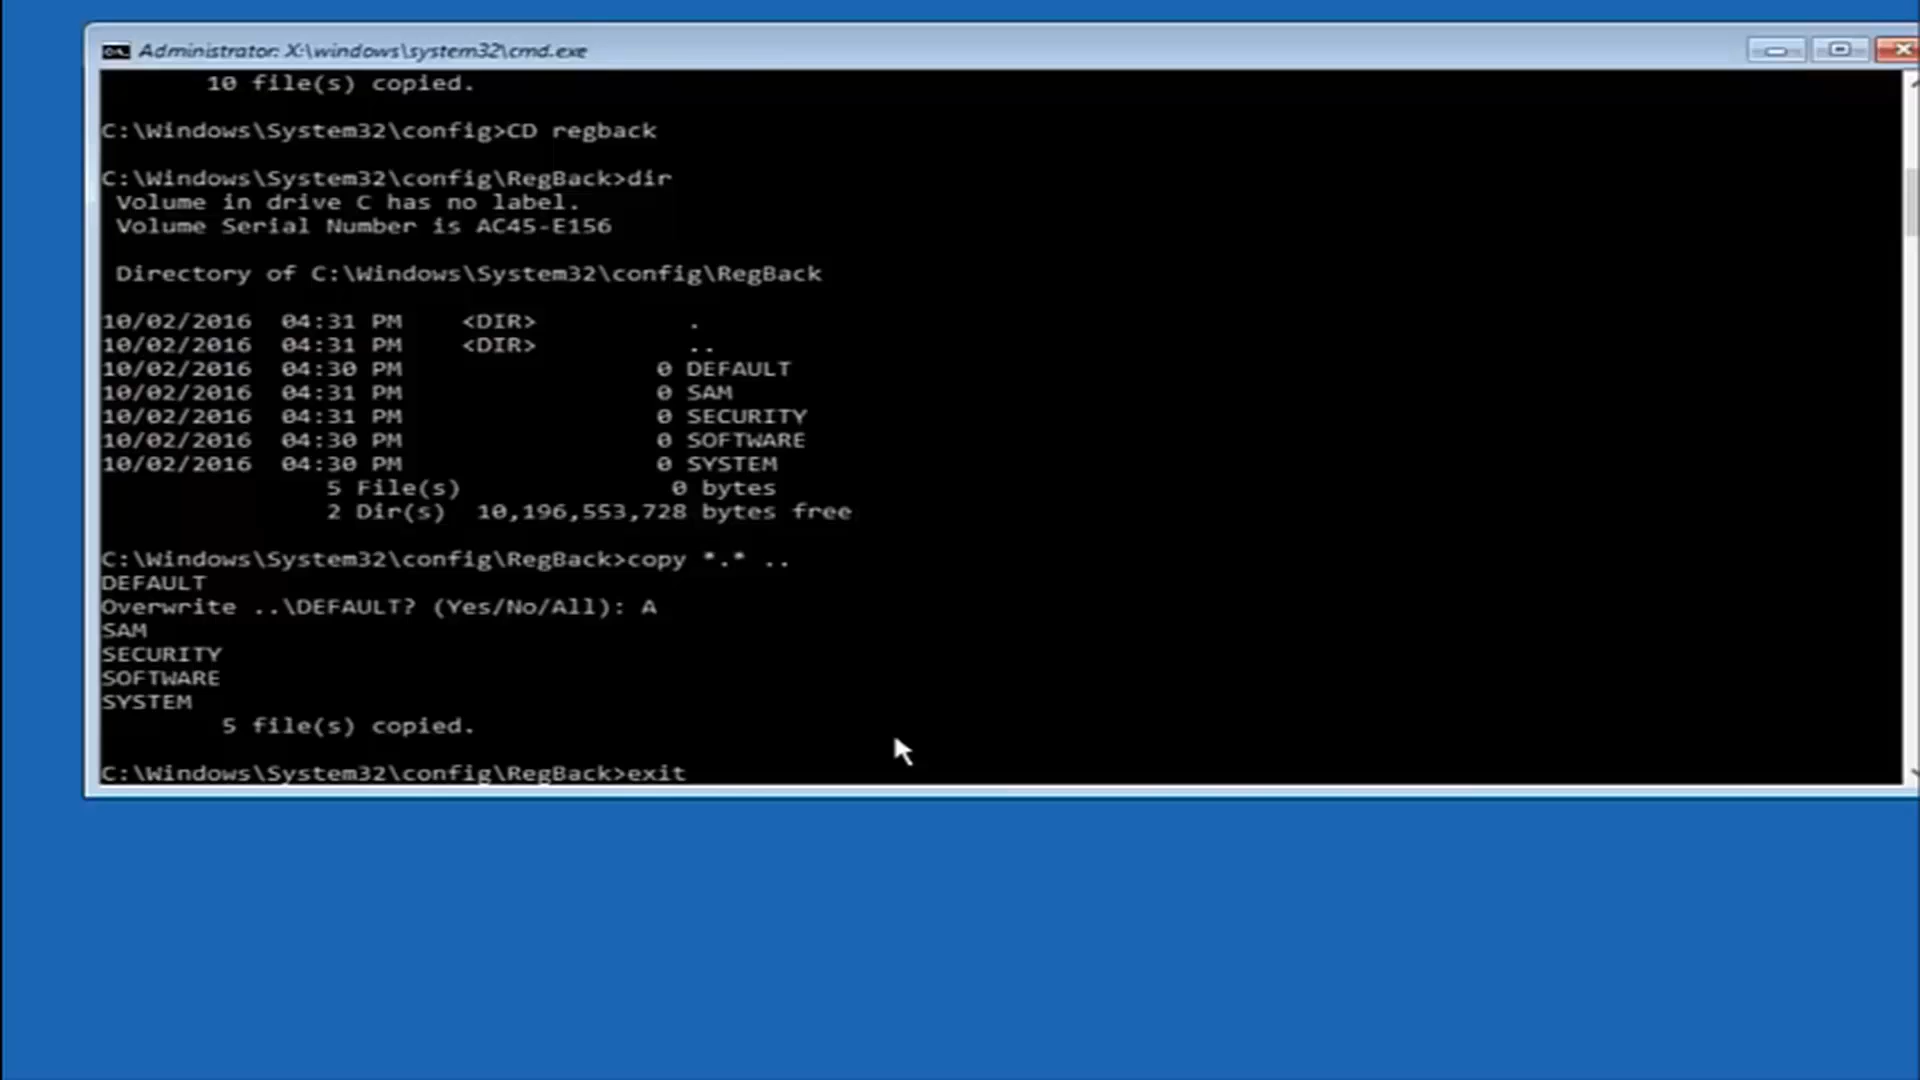 Administrator: X:\windows\system32\cmd.exe
10 file(s) copied.
C:\Windows\System32\config>CD regback
C:\Windows\System32\config\RegBack>dir
Volume in drive C has no label.
Volume Serial Number is AC45-E156
Directory of C:\Windows\System32\config\RegBack
10/02/2016  04:31 PM    <DIR>          .
10/02/2016  04:31 PM    <DIR>          ..
10/02/2016  04:30 PM                 0 DEFAULT
10/02/2016  04:31 PM                 0 SAM
10/02/2016  04:31 PM                 0 SECURITY
10/02/2016  04:30 PM                 0 SOFTWARE
10/02/2016  04:30 PM                 0 SYSTEM
5 File(s)              0 bytes
2 Dir(s)  10,196,553,728 bytes free
C:\Windows\System32\config\RegBack>copy *.* ..
DEFAULT
Overwrite ..\DEFAULT? (Yes/No/All): A
SAM
SECURITY
SOFTWARE
SYSTEM
5 file(s) copied.
C:\Windows\System32\config\RegBack>exit